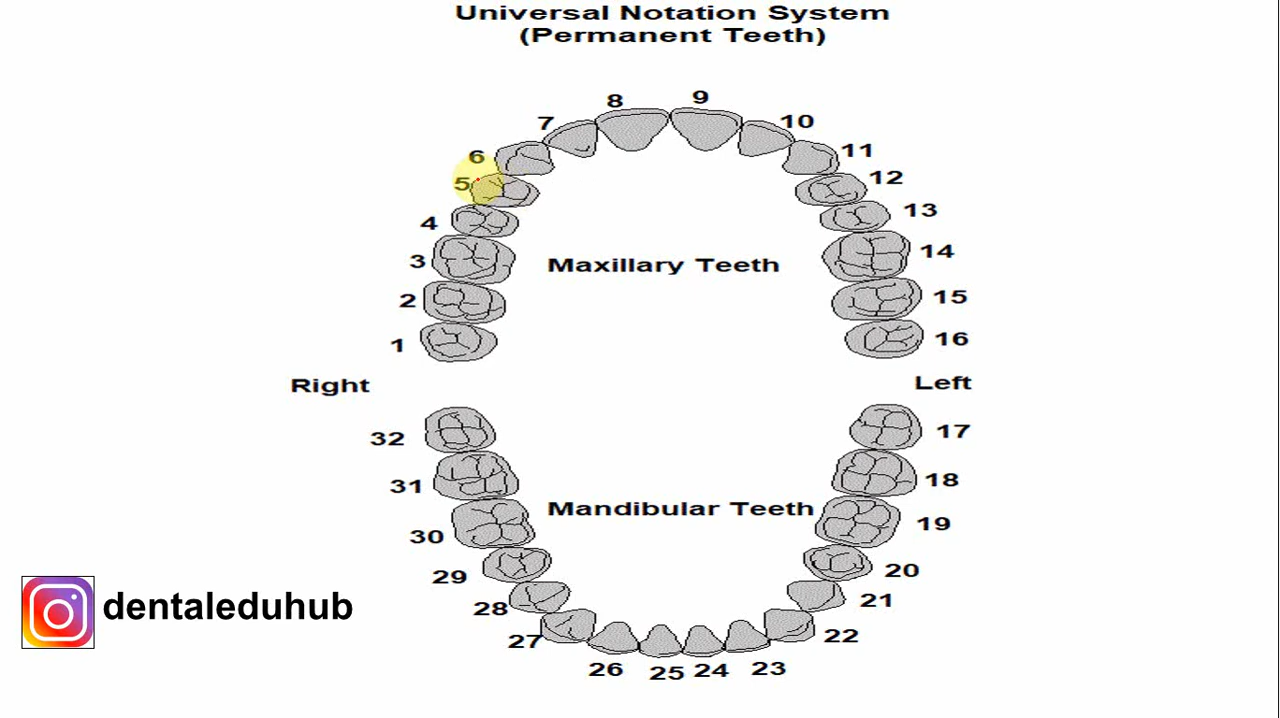 Universal Notation System
(Permanent Teeth)
8 9
7 10
6 11
5 12
4 13
3 Maxillary Teeth 14
2 15
1 16
Right Left
32 17
31 18
Mandibular Teeth 19
30
29 20
28 21
27 22
26 25 24 23
dentaleduhub